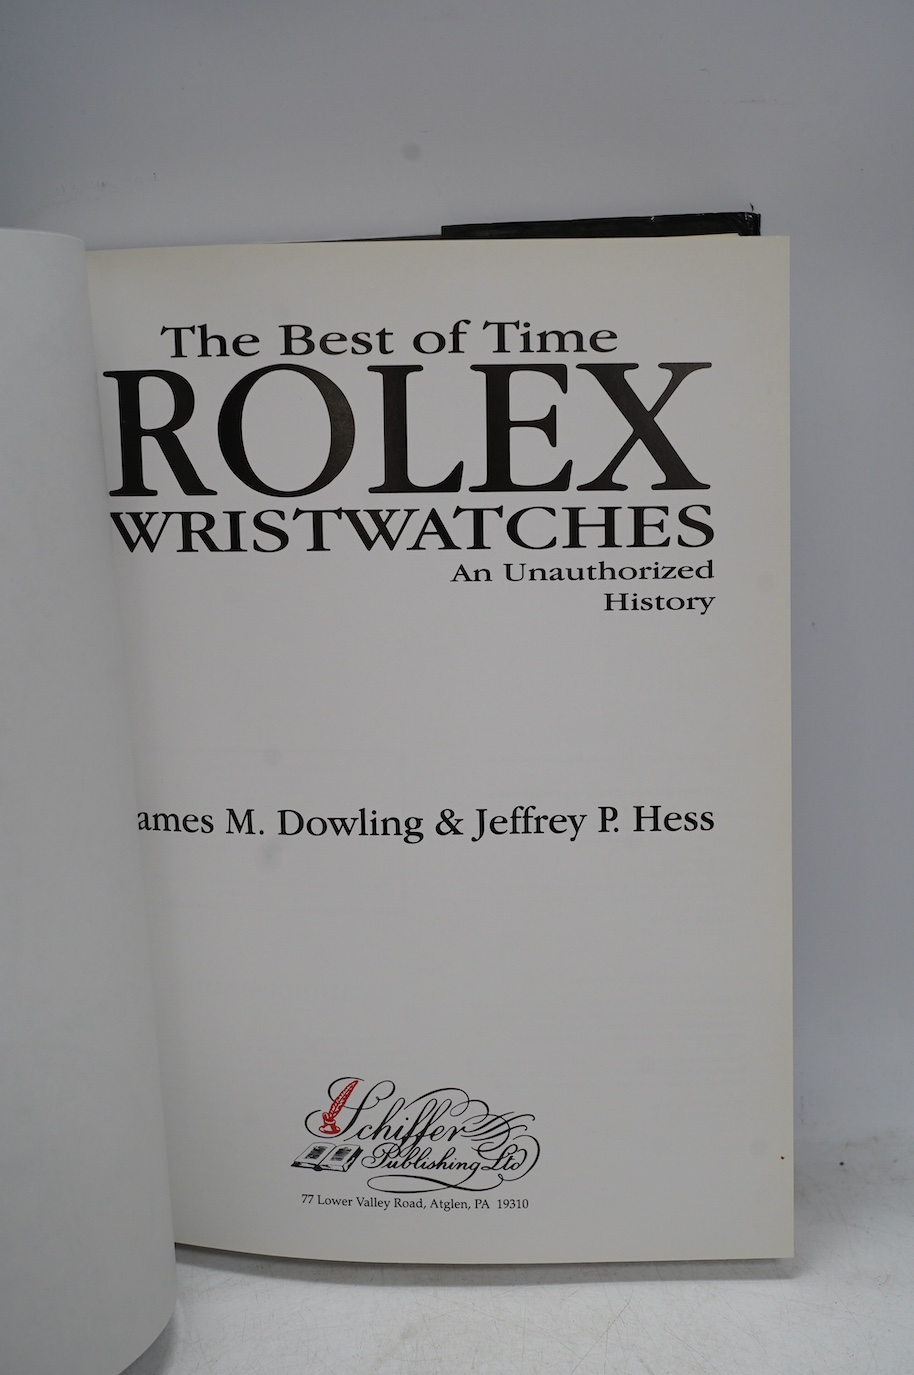 The Best of Time
ROLEX
WRISTWATCHES
An Unauthorized
History
ames M. Dowling & Jeffrey P. Hess
Schiffer
Publishing Ltd
77 Lower Valley Road, Atglen, PA 19310